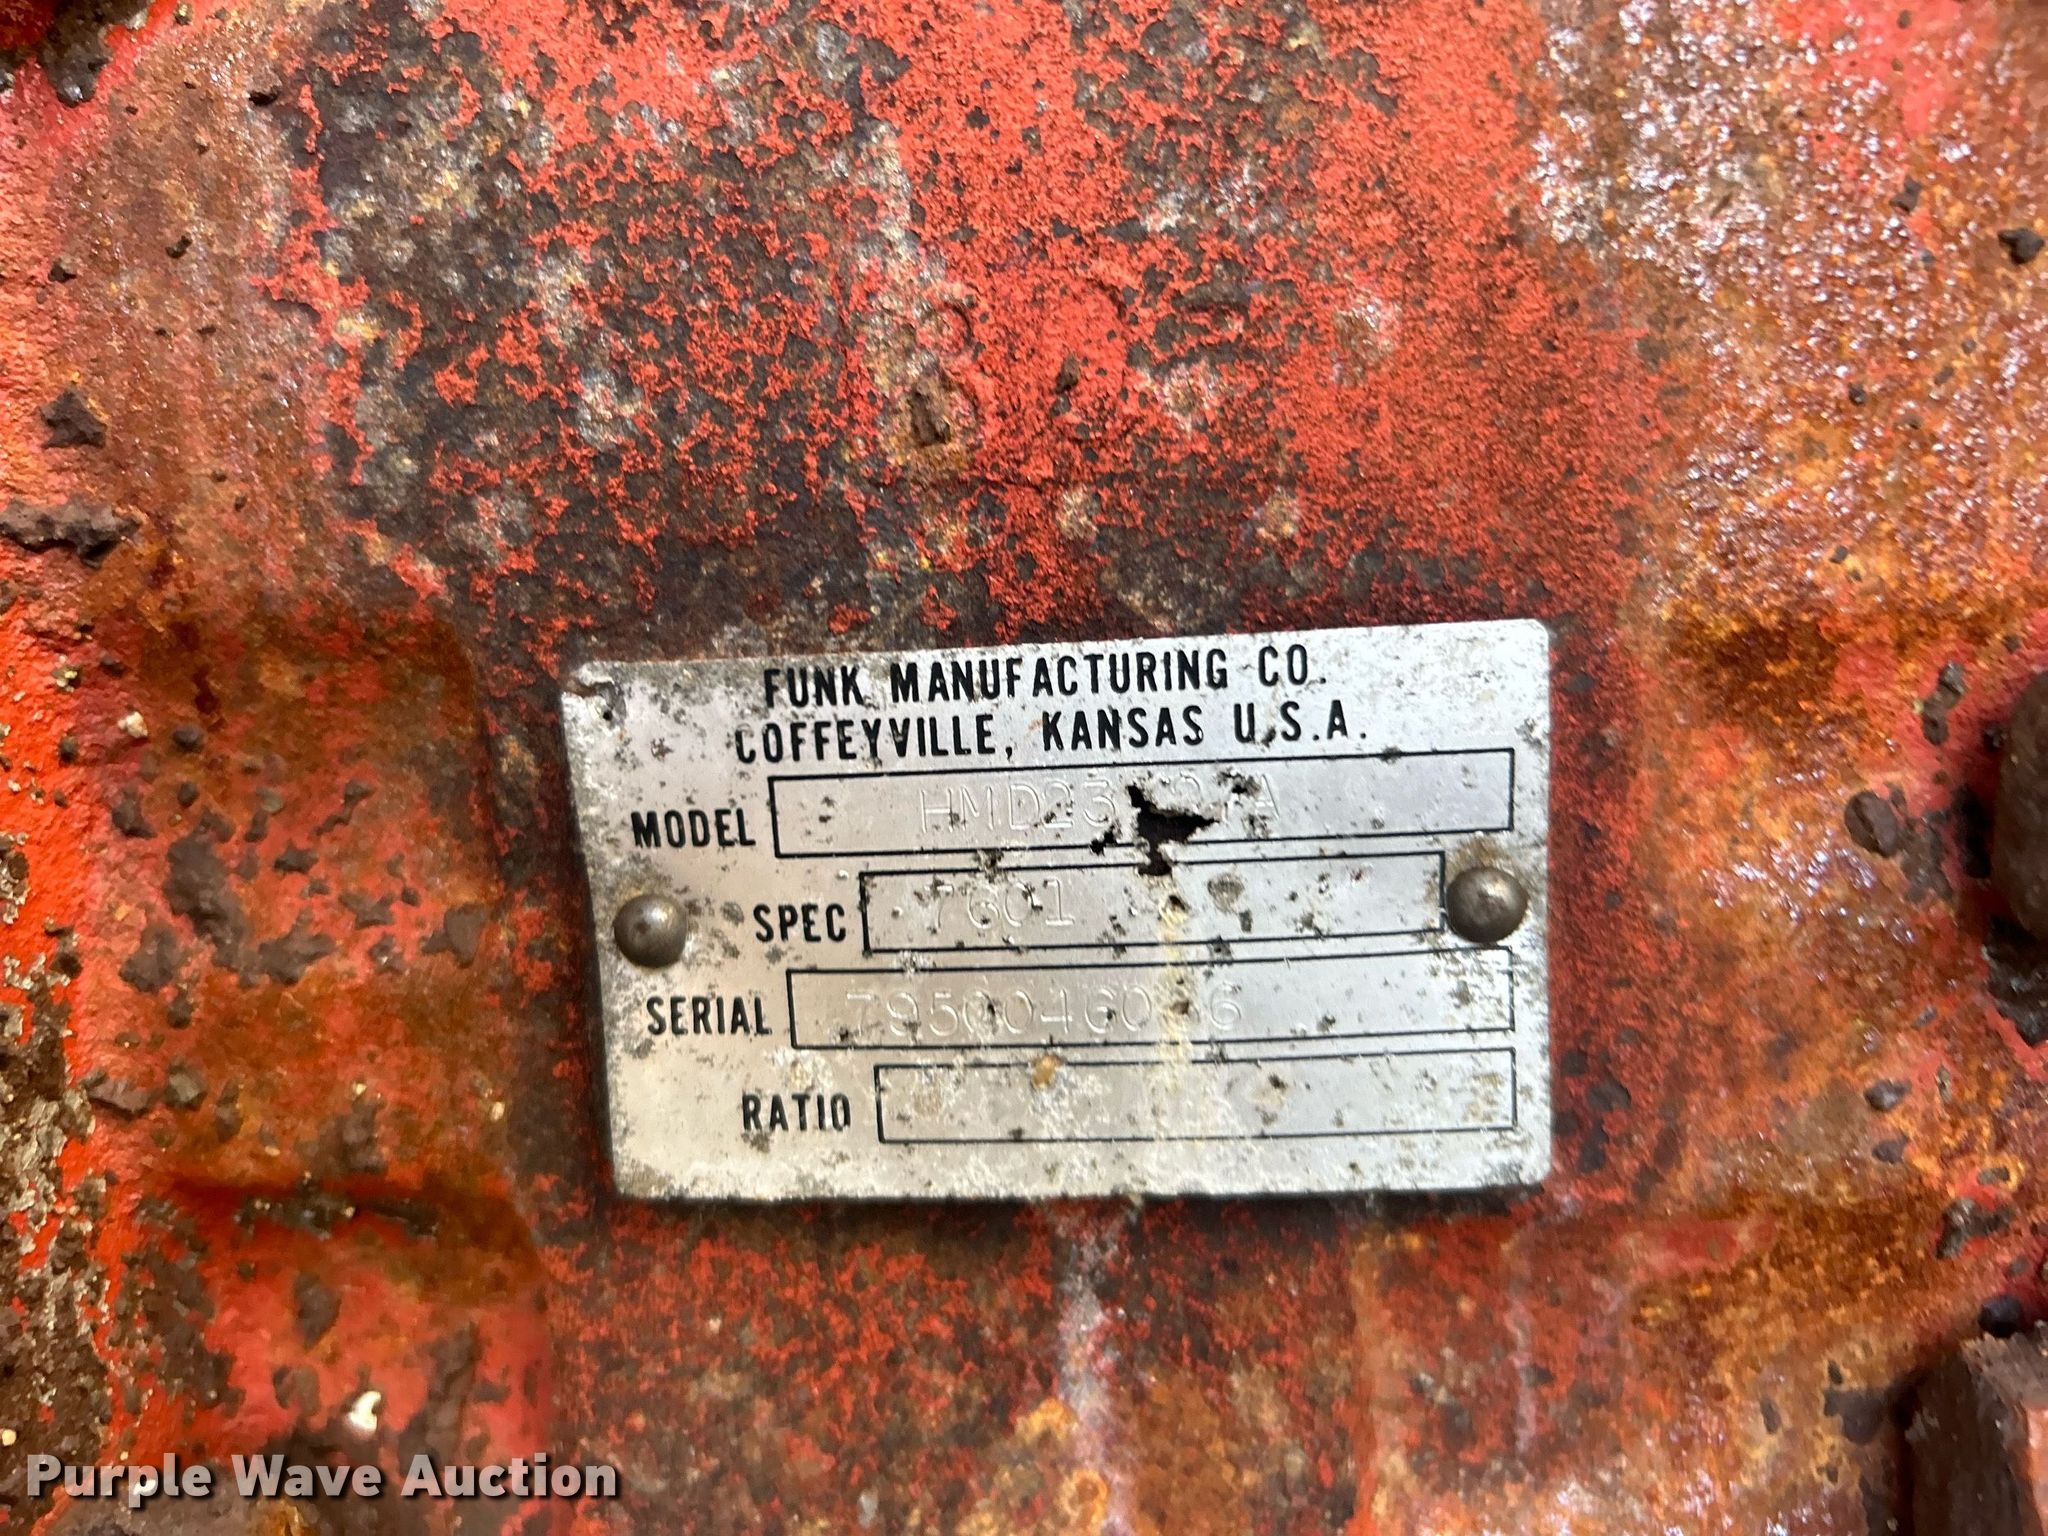 FUNK MANUFACTURING CO.
COFFEYVILLE, KANSAS U.S.A.
MODEL
SPEC 7601
SERIAL
RATIO
Purple Wave Auction